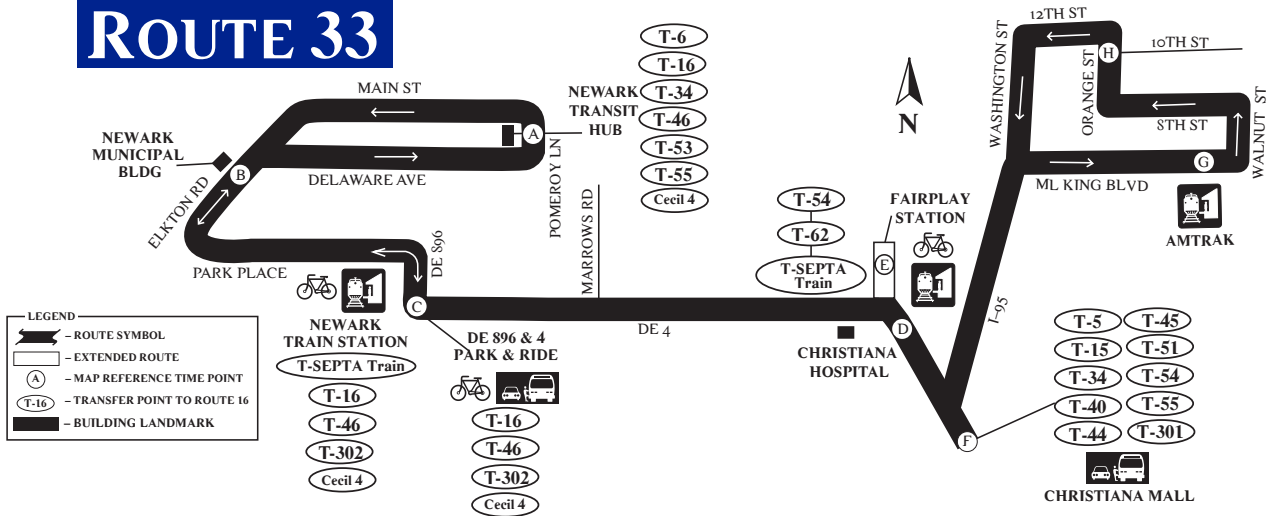 ROUTE 33
MAIN ST
NEWARK
TRANSIT
HUB
A
NEWARK
MUNICIPAL
BLDG
B
DELAWARE AVE
POMEROY LN
ELKTON RD
PARK PLACE
DE 896
T-6
T-16
T-34
T-46
T-53
T-55
Cecil 4
MARROWS RD
N
WASHINGTON ST
12TH ST
H
10TH ST
ORANGE ST
8TH ST
WALNUT ST
G
ML KING BLVD
AMTRAK
T-54
T-62
T-SEPTA
Train
FAIRPLAY
STATION
E
C
DE 4
D
I-95
CHRISTIANA
HOSPITAL
F
LEGEND
– ROUTE SYMBOL
– EXTENDED ROUTE
A – MAP REFERENCE TIME POINT
T-16 – TRANSFER POINT TO ROUTE 16
– BUILDING LANDMARK
NEWARK
TRAIN STATION
T-SEPTA Train
T-16
T-46
T-302
Cecil 4
DE 896 & 4
PARK & RIDE
T-16
T-46
T-302
Cecil 4
T-5 T-45
T-15 T-51
T-34 T-54
T-40 T-55
T-44 T-301
CHRISTIANA MALL